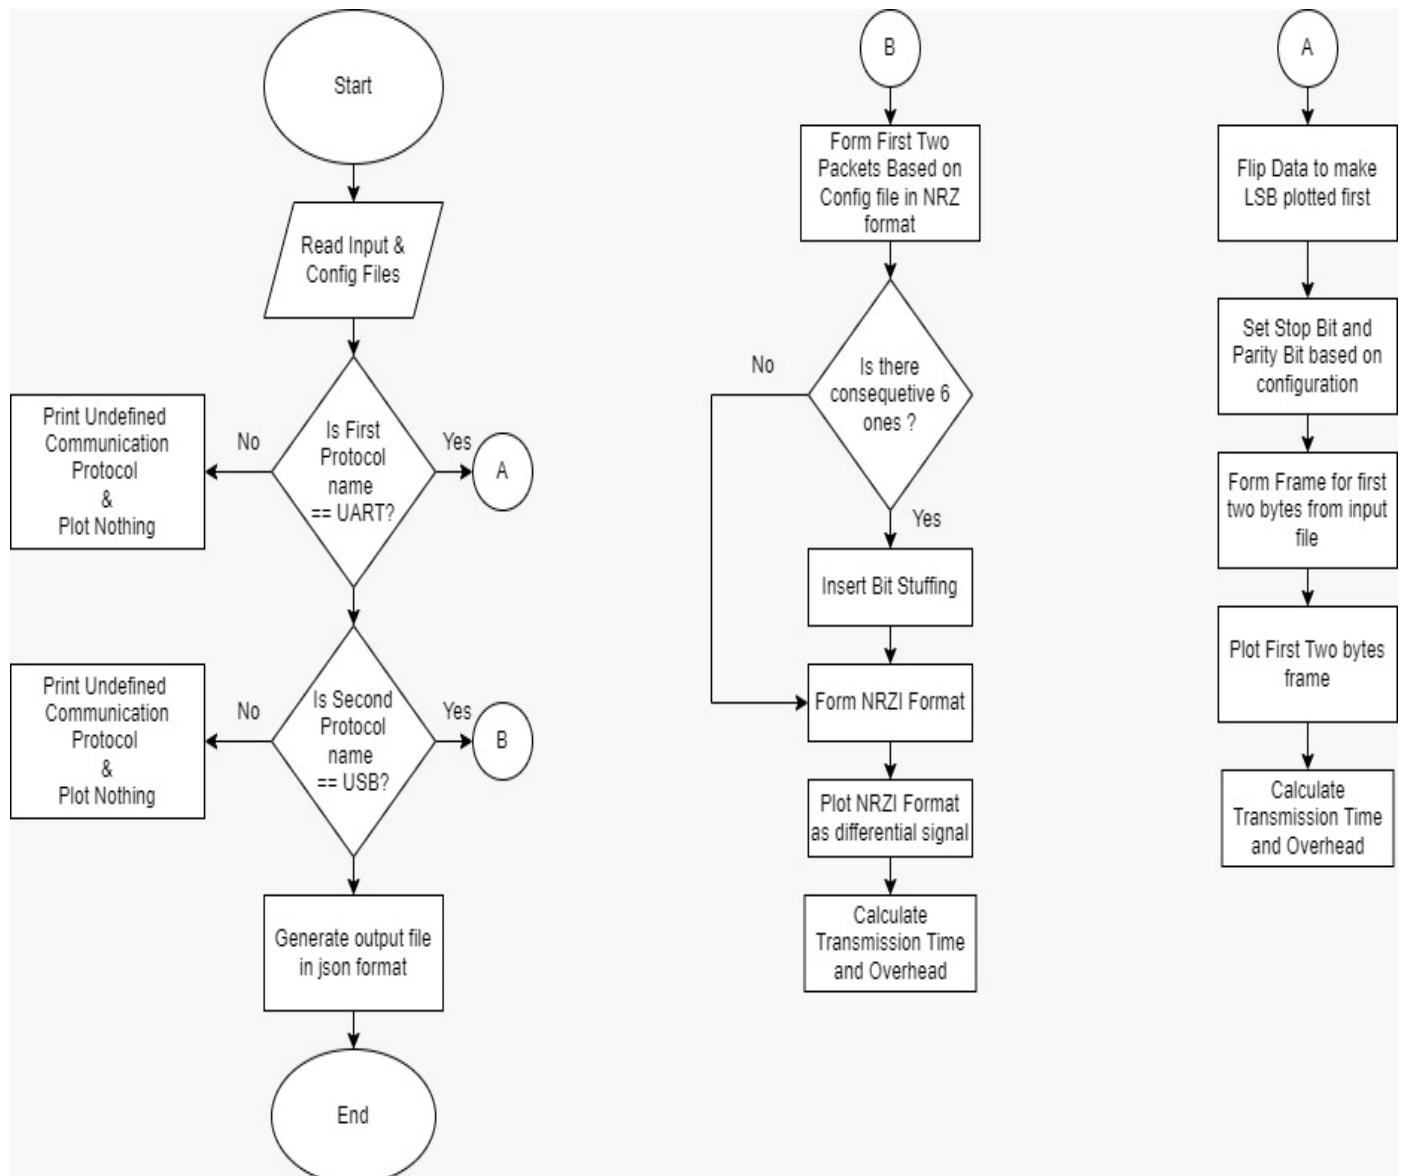 Start
Read Input &
Config Files
Is First
Protocol
name
== UART?
No
Print Undefined
Communication
Protocol
&
Plot Nothing
Yes
A
Is Second
Protocol
name
== USB?
No
Print Undefined
Communication
Protocol
&
Plot Nothing
Yes
B
Generate output file
in json format
End
B
Form First Two
Packets Based on
Config file in NRZ
format
Is there
consequetive 6
ones ?
No
Yes
Insert Bit Stuffing
Form NRZI Format
Plot NRZI Format
as differential signal
Calculate
Transmission Time
and Overhead
A
Flip Data to make
LSB plotted first
Set Stop Bit and
Parity Bit based on
configuration
Form Frame for first
two bytes from input
file
Plot First Two bytes
frame
Calculate
Transmission Time
and Overhead